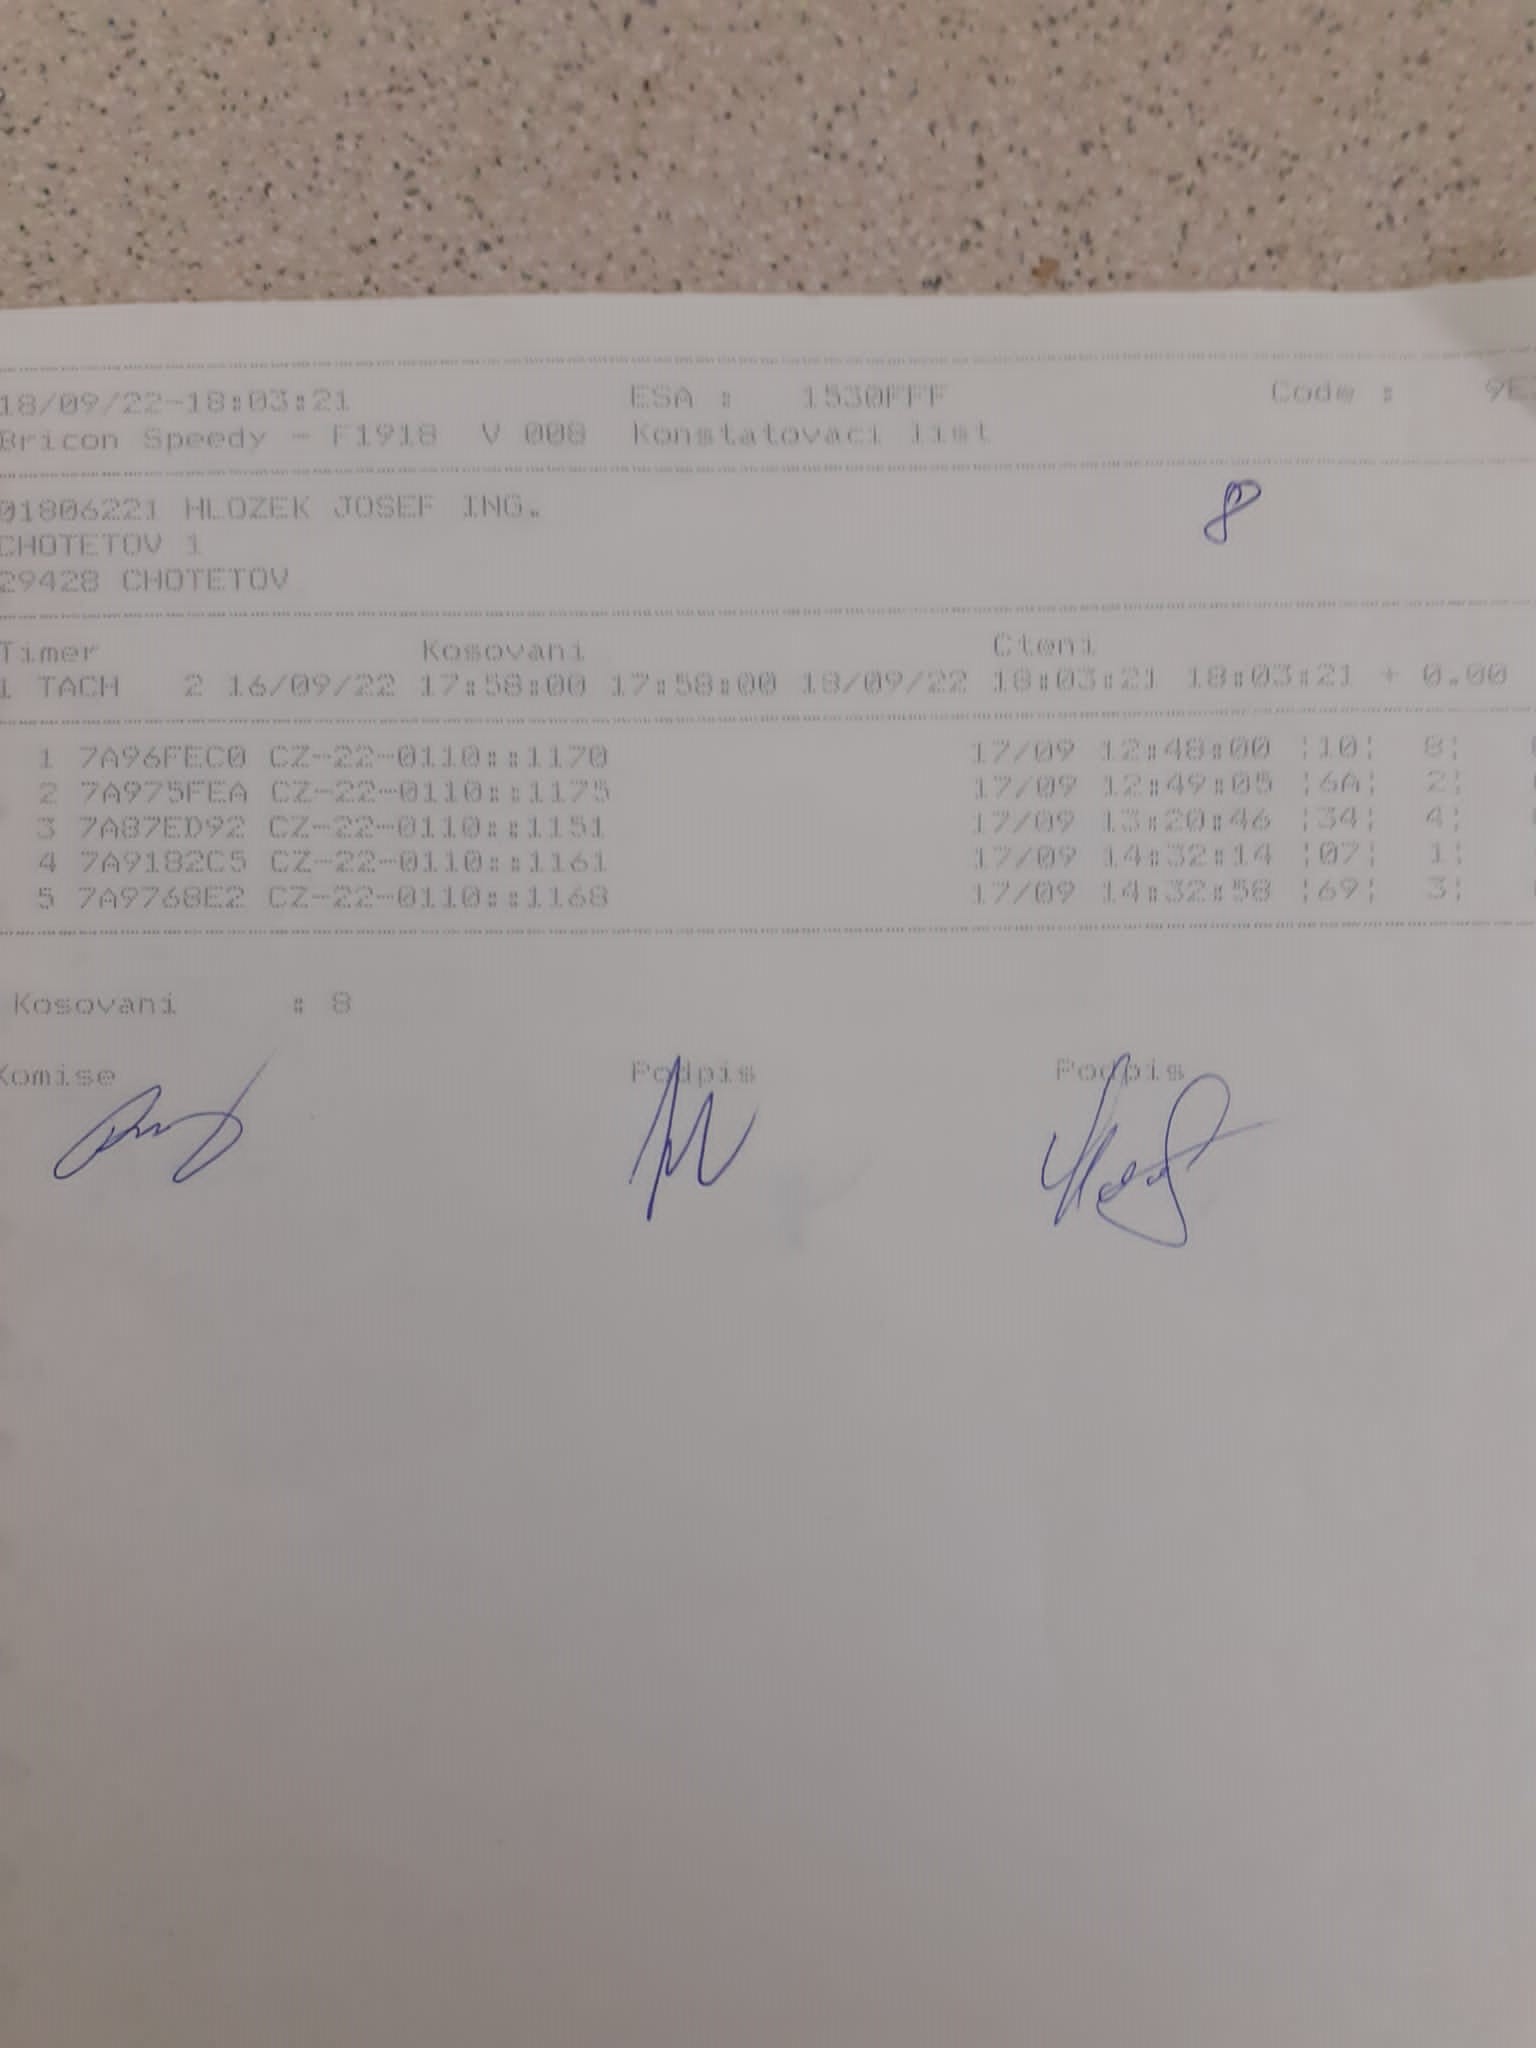 18/09/22-18:03:21 ESA : 1530FFF Code : 9E
Bricon Speedy - F1918 V 008 Konstatovaci list
01806221 HLOZEK JOSEF ING. 8
CHOTETOV 1
29428 CHOTETOV
Timer Kosovani Cteni
1 TACH 2 16/09/22 17:58:00 17:58:00 18/09/22 18:03:21 18:03:21 + 0.00
1 7A96FEC0 CZ-22-0110::1170 17/09 12:48:00 ¦10¦ 8¦
2 7A975FEA CZ-22-0110::1175 17/09 12:49:05 ¦6A¦ 2¦
3 7A87ED92 CZ-22-0110::1151 17/09 13:20:46 ¦34¦ 4¦
4 7A9182C5 CZ-22-0110::1161 17/09 14:32:14 ¦07¦ 1¦
5 7A9768E2 CZ-22-0110::1168 17/09 14:32:58 ¦69¦ 3¦
Kosovani : 8
Komise Podpis Podpis